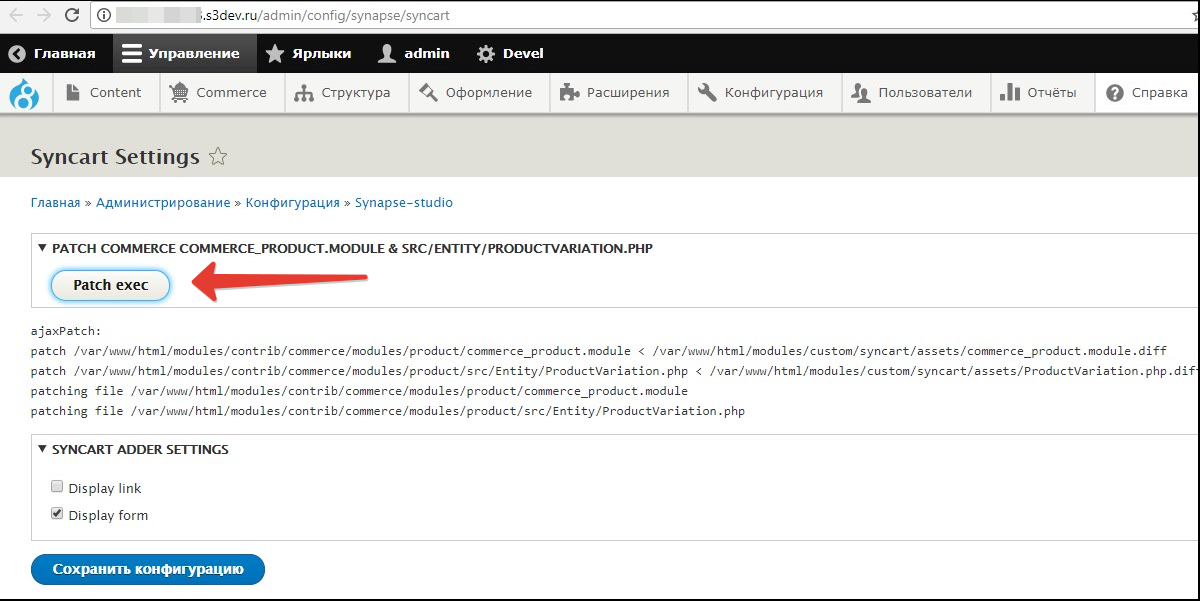 .s3dev.ru/admin/config/synapse/syncart
Главная Управление Ярлыки admin Devel
Content Commerce Структура Оформление Расширения Конфигурация Пользователи Отчёты Справка
Syncart Settings
Главная » Администрирование » Конфигурация » Synapse-studio
PATCH COMMERCE COMMERCE_PRODUCT.MODULE & SRC/ENTITY/PRODUCTVARIATION.PHP
Patch exec
ajaxPatch:
patch /var/www/html/modules/contrib/commerce/modules/product/commerce_product.module < /var/www/html/modules/custom/syncart/assets/commerce_product.module.diff
patch /var/www/html/modules/contrib/commerce/modules/product/src/Entity/ProductVariation.php < /var/www/html/modules/custom/syncart/assets/ProductVariation.php.diff
patching file /var/www/html/modules/contrib/commerce/modules/product/commerce_product.module
patching file /var/www/html/modules/contrib/commerce/modules/product/src/Entity/ProductVariation.php
SYNCART ADDER SETTINGS
Display link
Display form
Сохранить конфигурацию